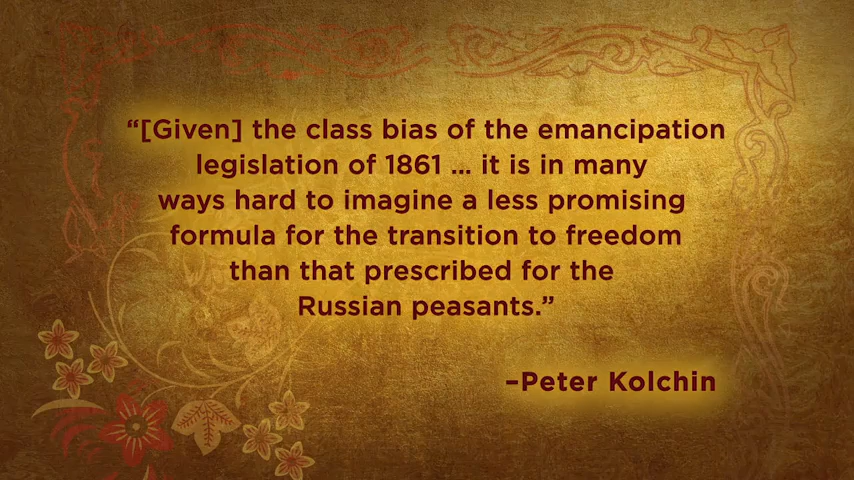 “[Given] the class bias of the emancipation
legislation of 1861 ... it is in many
ways hard to imagine a less promising
formula for the transition to freedom
than that prescribed for the
Russian peasants.”
–Peter Kolchin